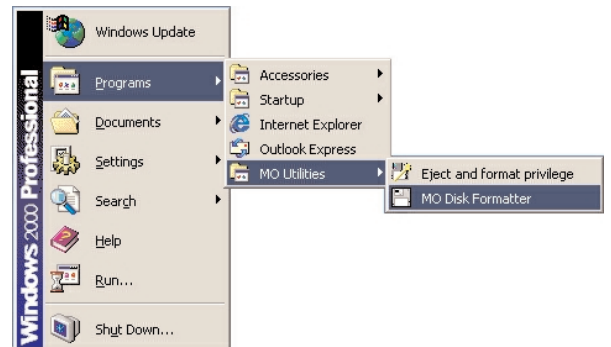 Windows 2000 Professional
Windows Update
Programs
Documents
Settings
Search
Help
Run...
Shut Down...
Accessories
Startup
Internet Explorer
Outlook Express
MO Utilities
Eject and format privilege
MO Disk Formatter